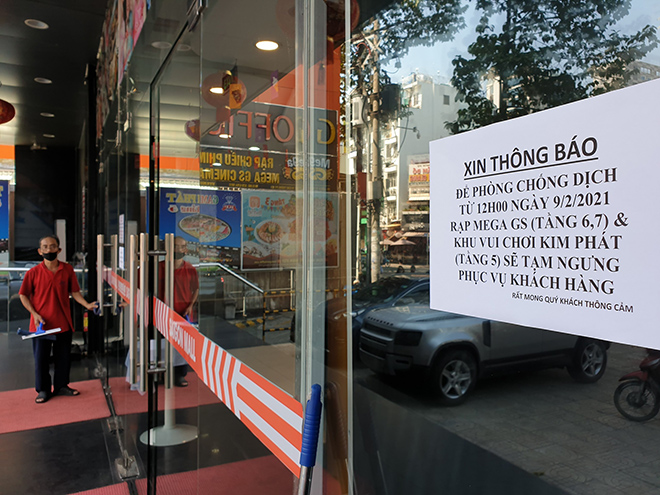 XIN THÔNG BÁO
ĐỂ PHÒNG CHỐNG DỊCH
TỪ 12H00 NGÀY 9/2/2021
RẠP MEGA GS (TẦNG 6,7) &
KHU VUI CHƠI KIM PHÁT
(TẦNG 5) SẼ TẠM NGƯNG
PHỤC VỤ KHÁCH HÀNG
RẤT MONG QUÝ KHÁCH THÔNG CẢM
RẠP CHIẾU PHIM
MEGA GS CINEMA